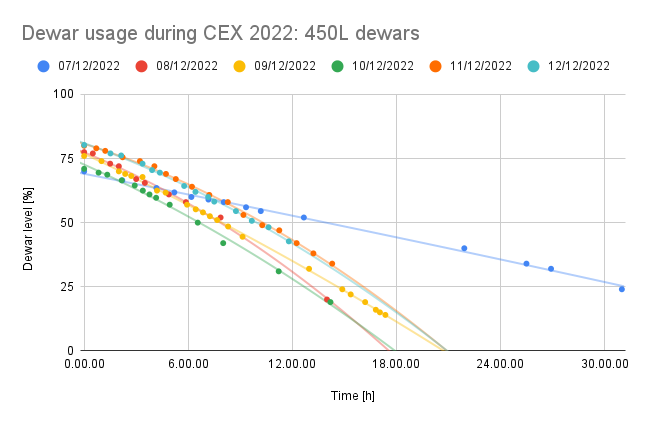 Dewar usage during CEX 2022: 450L dewars
07/12/2022 08/12/2022 09/12/2022 10/12/2022 11/12/2022 12/12/2022
100
75
50
25
0
Dewar level [%]
0.00.00 6.00.00 12.00.00 18.00.00 24.00.00 30.00.00
Time [h]